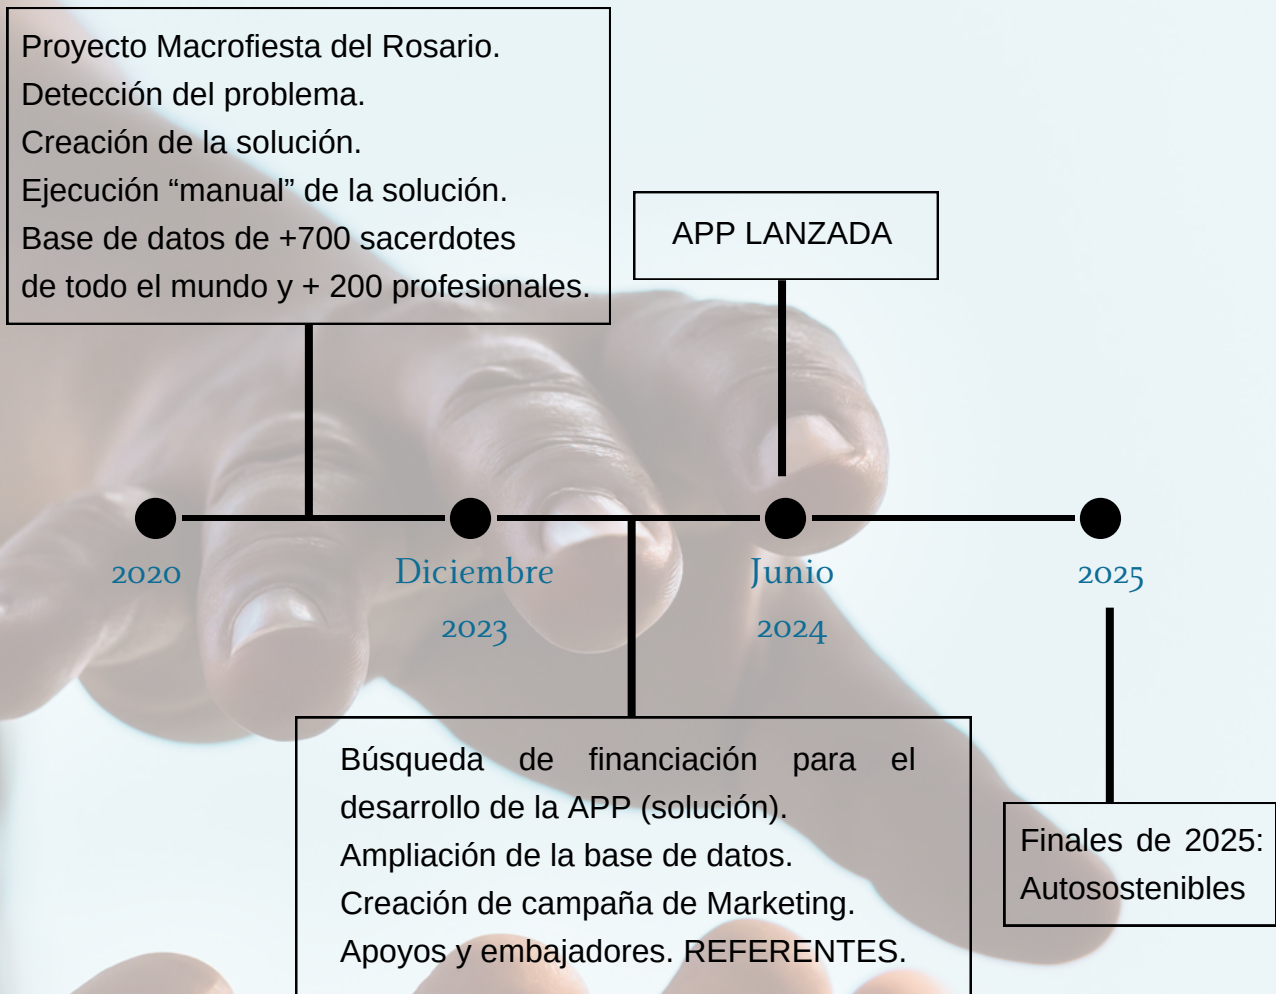 Proyecto Macrofiesta del Rosario.
Detección del problema.
Creación de la solución.
Ejecución “manual” de la solución.
Base de datos de +700 sacerdotes
de todo el mundo y + 200 profesionales.
APP LANZADA
2020
Diciembre
2023
Junio
2024
2025
Búsqueda de financiación para el
desarrollo de la APP (solución).
Ampliación de la base de datos.
Creación de campaña de Marketing.
Apoyos y embajadores. REFERENTES.
Finales de 2025:
Autosostenibles